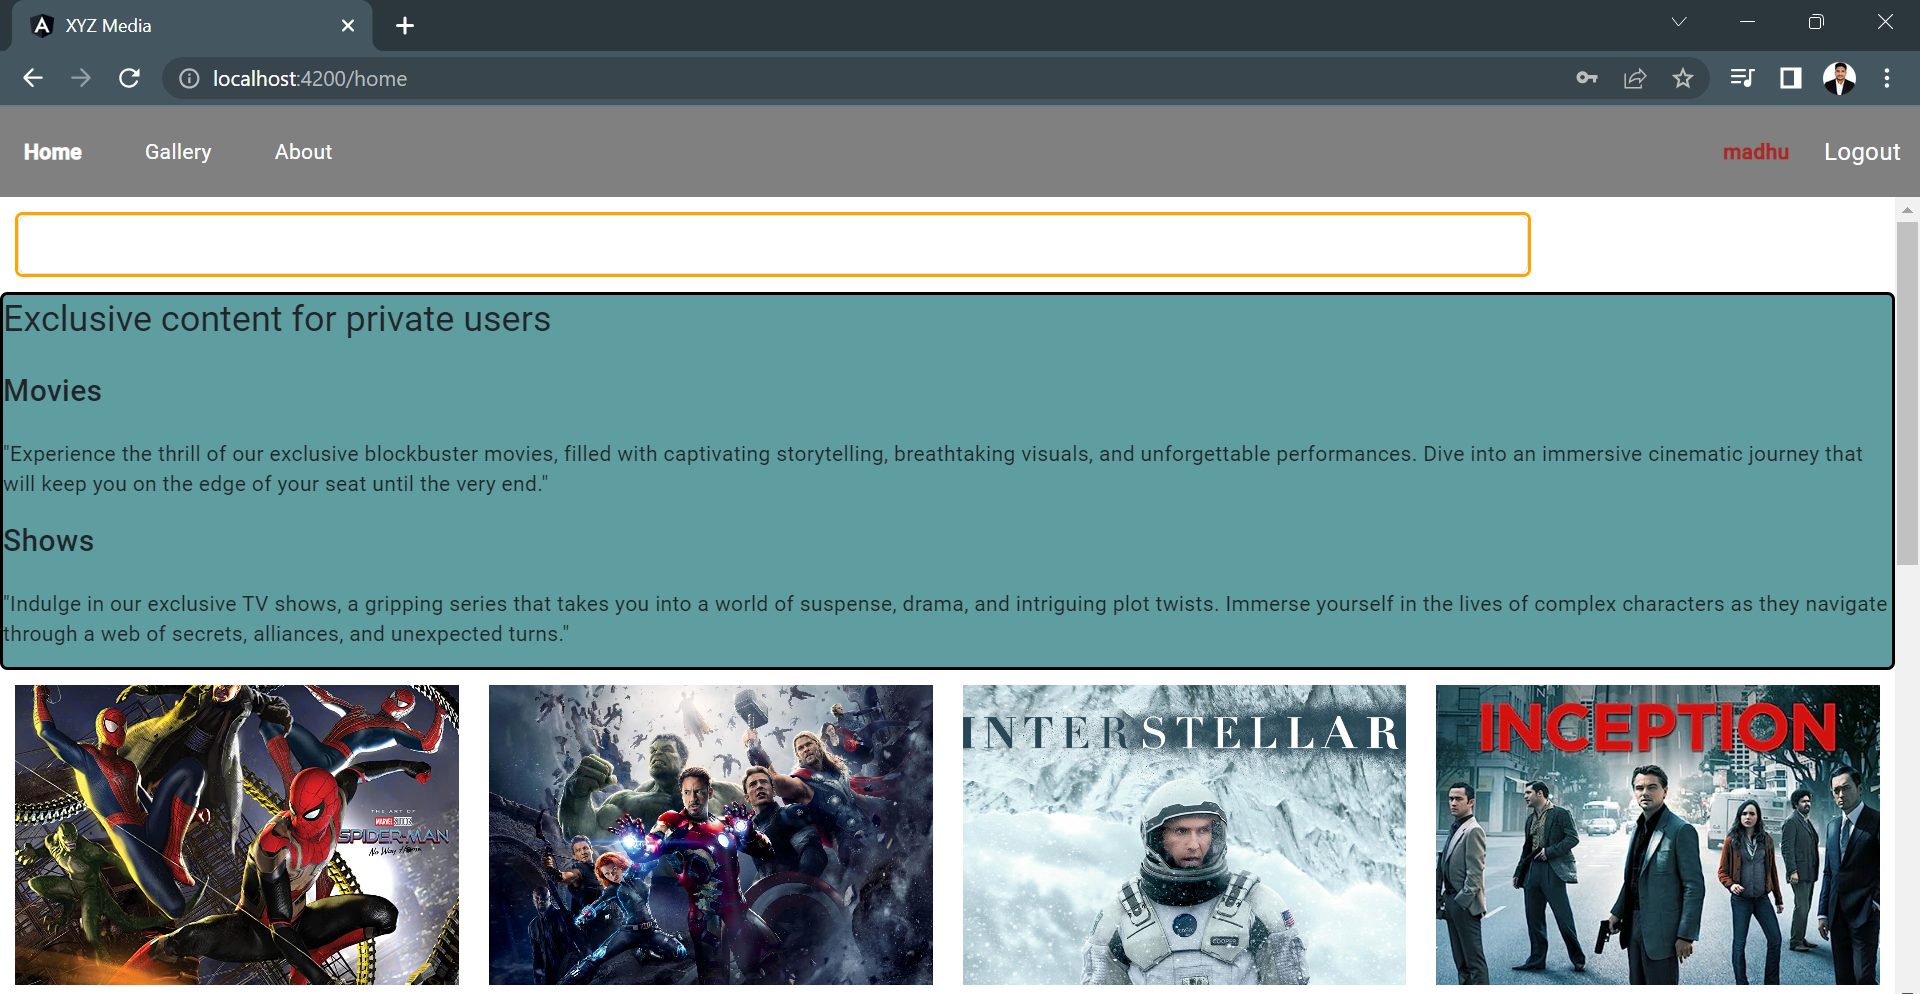 XYZ Media
localhost:4200/home
Home Gallery About madhu Logout
Exclusive content for private users
Movies
"Experience the thrill of our exclusive blockbuster movies, filled with captivating storytelling, breathtaking visuals, and unforgettable performances. Dive into an immersive cinematic journey that
will keep you on the edge of your seat until the very end."
Shows
"Indulge in our exclusive TV shows, a gripping series that takes you into a world of suspense, drama, and intriguing plot twists. Immerse yourself in the lives of complex characters as they navigate
through a web of secrets, alliances, and unexpected turns."
THE ART OF
MARVEL STUDIOS
SPIDER-MAN
No Way Home
INTERSTELLAR
COOPER
INCEPTION